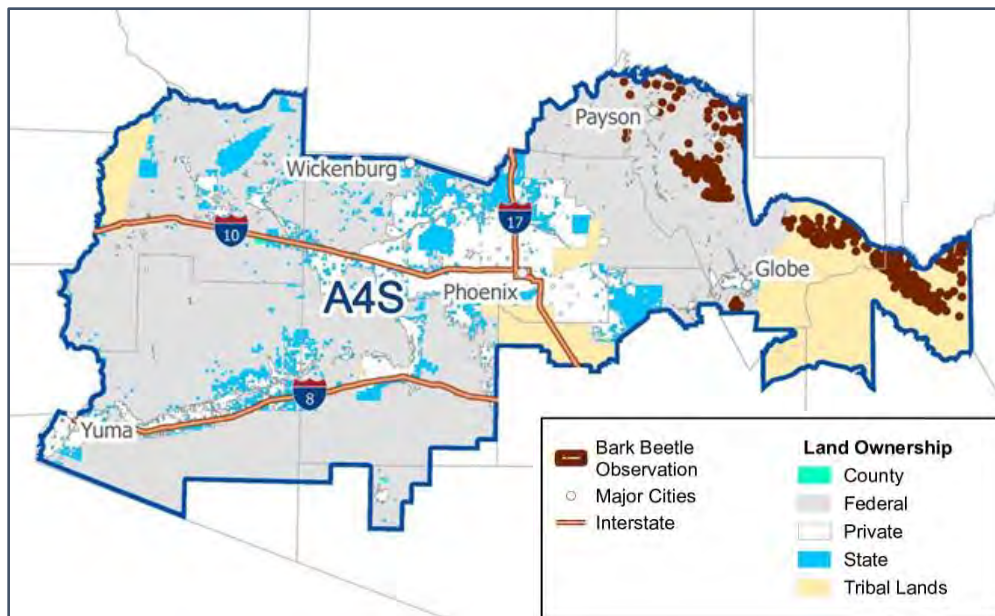 Payson
Wickenburg
17
10
Globe
A4S
Phoenix
8
Yuma
Bark Beetle
Observation
Major Cities
Interstate
Land Ownership
County
Federal
Private
State
Tribal Lands